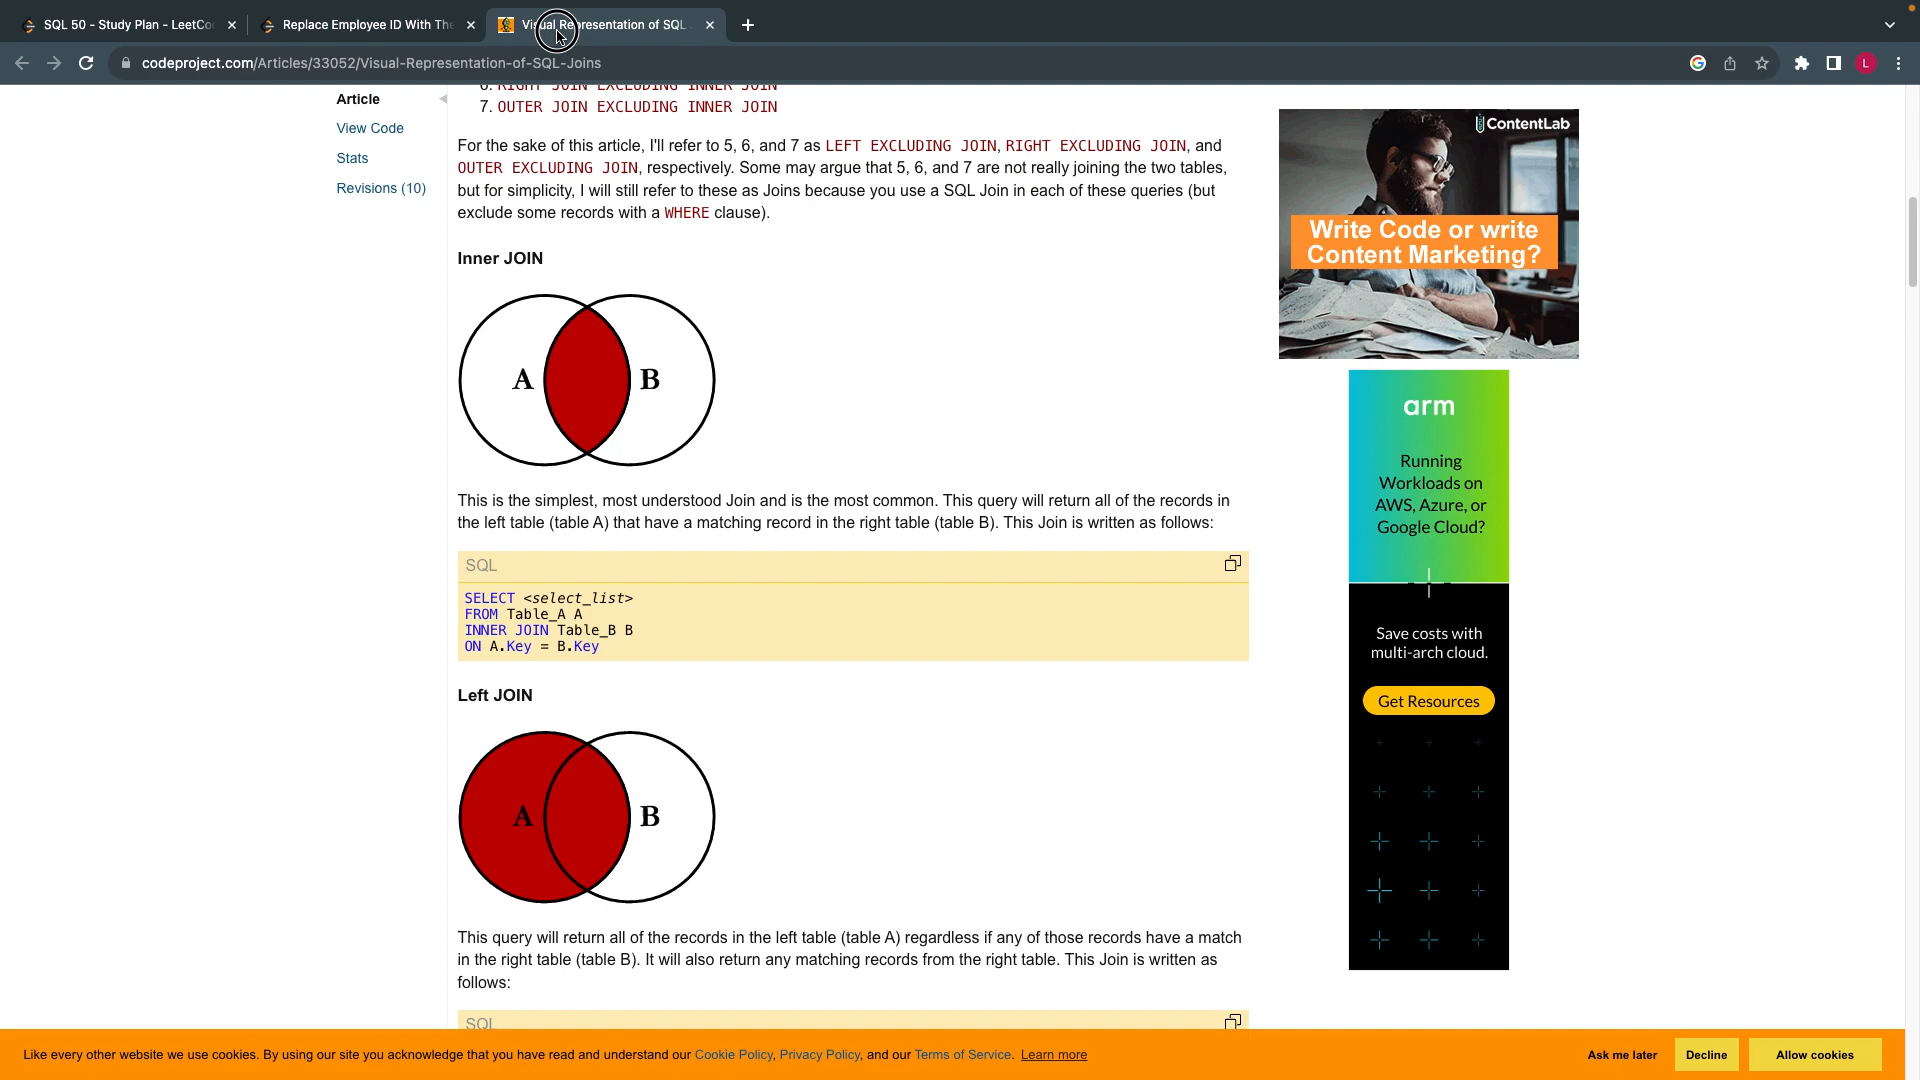 SQL 50 - Study Plan - LeetCo
Replace Employee ID With The
Visual Representation of SQL
codeproject.com/Articles/33052/Visual-Representation-of-SQL-Joins
L
Article
View Code
Stats
Revisions (10)
6. RIGHT JOIN EXCLUDING INNER JOIN
7. OUTER JOIN EXCLUDING INNER JOIN
For the sake of this article, I'll refer to 5, 6, and 7 as LEFT EXCLUDING JOIN, RIGHT EXCLUDING JOIN, and
OUTER EXCLUDING JOIN, respectively. Some may argue that 5, 6, and 7 are not really joining the two tables,
but for simplicity, I will still refer to these as Joins because you use a SQL Join in each of these queries (but
exclude some records with a WHERE clause).
Inner JOIN
A B
This is the simplest, most understood Join and is the most common. This query will return all of the records in
the left table (table A) that have a matching record in the right table (table B). This Join is written as follows:
SQL
SELECT <select_list>
FROM Table_A A
INNER JOIN Table_B B
ON A.Key = B.Key
Left JOIN
A B
This query will return all of the records in the left table (table A) regardless if any of those records have a match
in the right table (table B). It will also return any matching records from the right table. This Join is written as
follows:
SQL
ContentLab
Write Code or write
Content Marketing?
arm
Running
Workloads on
AWS, Azure, or
Google Cloud?
Save costs with
multi-arch cloud.
Get Resources
Like every other website we use cookies. By using our site you acknowledge that you have read and understand our Cookie Policy, Privacy Policy, and our Terms of Service. Learn more
Ask me later
Decline
Allow cookies